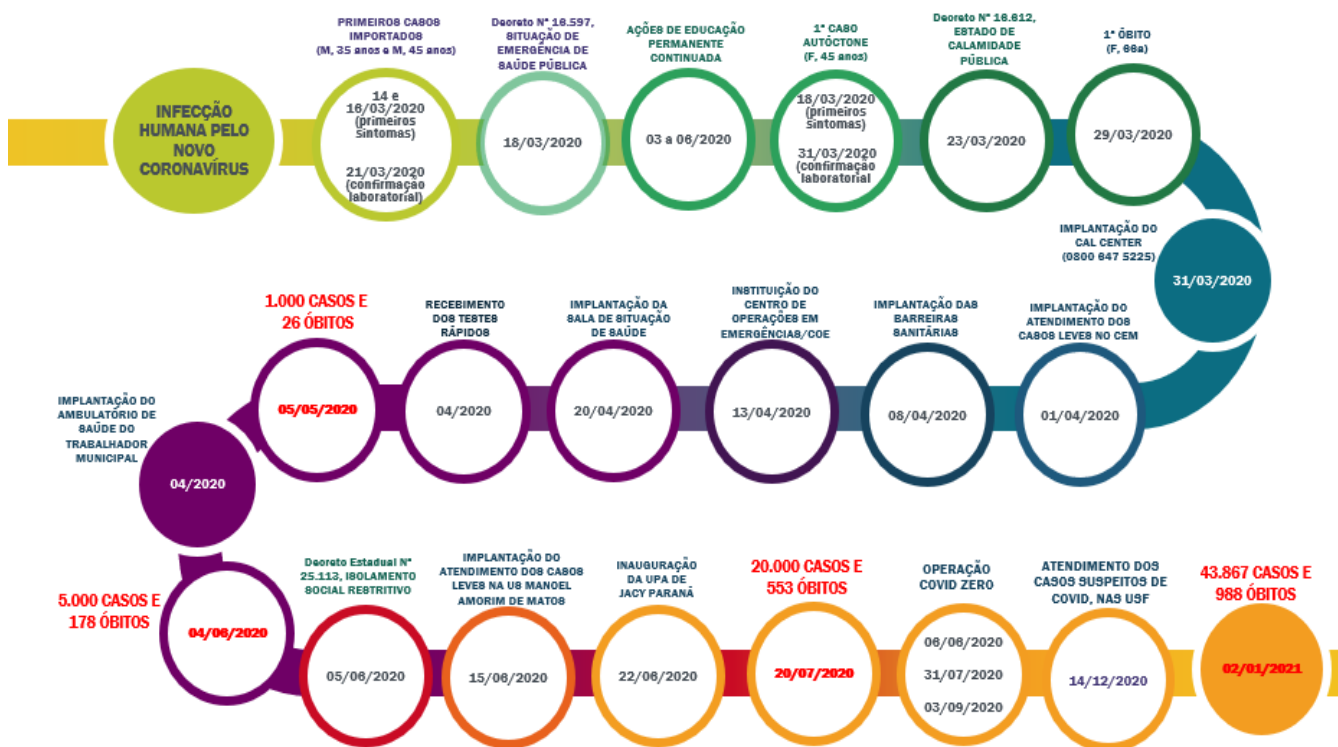 INFECÇÃO
HUMANA PELO
NOVO
CORONAVÍRUS
PRIMEIROS CASOS
IMPORTADOS
(M, 35 anos e M, 45 anos)
14 e
16/03/2020
(primeiros
sintomas)
21/03/2020
(confirmação
laboratorial)
Decreto N° 16.597,
SITUAÇÃO DE
EMERGÊNCIA DE
SAÚDE PÚBLICA
18/03/2020
AÇÕES DE EDUCAÇÃO
PERMANENTE
CONTINUADA
03 a 06/2020
1° CASO
AUTÓCTONE
(F, 45 anos)
18/03/2020
(primeiros
sintomas)
31/03/2020
(confirmação
laboratorial
Decreto N° 16.612,
ESTADO DE
CALAMIDADE
PÚBLICA
23/03/2020
1° ÓBITO
(F, 66a)
29/03/2020
IMPLANTAÇÃO DO
CAL CENTER
(0800 647 5225)
31/03/2020
IMPLANTAÇÃO DO
ATENDIMENTO DOS
CASOS LEVES NO CEM
01/04/2020
IMPLANTAÇÃO DAS
BARREIRAS
SANITÁRIAS
08/04/2020
INSTITUIÇÃO DO
CENTRO DE
OPERAÇÕES EM
EMERGÊNCIAS/COE
13/04/2020
IMPLANTAÇÃO DA
SALA DE SITUAÇÃO
DE SAÚDE
20/04/2020
RECEBIMENTO
DOS TESTES
RÁPIDOS
04/2020
1.000 CASOS E
26 ÓBITOS
05/05/2020
IMPLANTAÇÃO DO
AMBULATÓRIO DE
SAÚDE DO
TRABALHADOR
MUNICIPAL
04/2020
5.000 CASOS E
178 ÓBITOS
04/06/2020
Decreto Estadual N°
25.113, ISOLAMENTO
SOCIAL RESTRITIVO
05/06/2020
IMPLANTAÇÃO DO
ATENDIMENTO DOS CASOS
LEVES NA US MANOEL
AMORIM DE MATOS
15/06/2020
INAUGURAÇÃO
DA UPA DE
JACY PARANÃ
22/06/2020
20.000 CASOS E
553 ÓBITOS
20/07/2020
OPERAÇÃO
COVID ZERO
06/06/2020
31/07/2020
03/09/2020
ATENDIMENTO DOS
CASOS SUSPEITOS DE
COVID, NAS USF
14/12/2020
43.867 CASOS E
988 ÓBITOS
02/01/2021